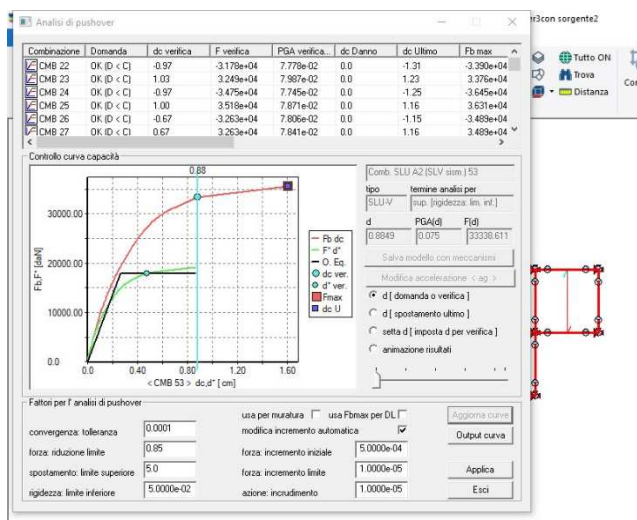 Analisi di pushover
er3con sorgente2
Combinazione Domanda dc verifica F verifica PGA verifica... dc Danno dc Ultimo Fb max
CMB 22 OK (D < C) -0.97 -3.178e+04 7.778e-02 0.0 -1.31 -3.390e+04
CMB 23 OK (D < C) 1.03 3.249e+04 7.987e-02 0.0 1.23 3.376e+04
CMB 24 OK (D < C) -0.97 -3.475e+04 7.745e-02 0.0 -1.25 -3.645e+04
CMB 25 OK (D < C) 1.00 3.518e+04 7.871e-02 0.0 1.16 3.631e+04
CMB 26 OK (D < C) -0.67 -3.263e+04 7.806e-02 0.0 -1.15 -3.489e+04
CMB 27 OK (D < C) 0.67 3.263e+04 7.841e-02 0.0 1.16 3.489e+04
Tutto ON
Trova
Distanza
Con
Controllo curva capacità
0.88
30000.00
20000.00
10000.00
0.0
Fb,F* [daN]
0.0 0.40 0.80 1.20 1.60
< CMB 53 > dc,d* [cm]
Fb dc
F* d*
O. Eq.
dc ver.
d* ver.
Fmax
dc U
Comb. SLU A2 (SLV sism.) 53
tipo termine analisi per
SLU-V sup. [rigidezza: lim. inf.]
d PGA(d) F(d)
0.8849 0.075 33338.611
Salva modello con meccanismi
Modifica accelerazione < ag >
d [ domanda o verifica ]
d [ spostamento ultimo ]
setta d [ imposta d per verifica ]
animazione risultati
Fattori per l' analisi di pushover
usa per muratura usa Fbmax per DL
Aggiorna curve
convergenza: tolleranza 0.0001 modifica incremento automatica
Output curva
forza: riduzione limite 0.85 forza: incremento iniziale 5.0000e-04
spostamento: limite superiore 5.0 forza: incremento limite 1.0000e-05 Applica
rigidezza: limite inferiore 5.0000e-02 azione: incrudimento 1.0000e-05 Esci